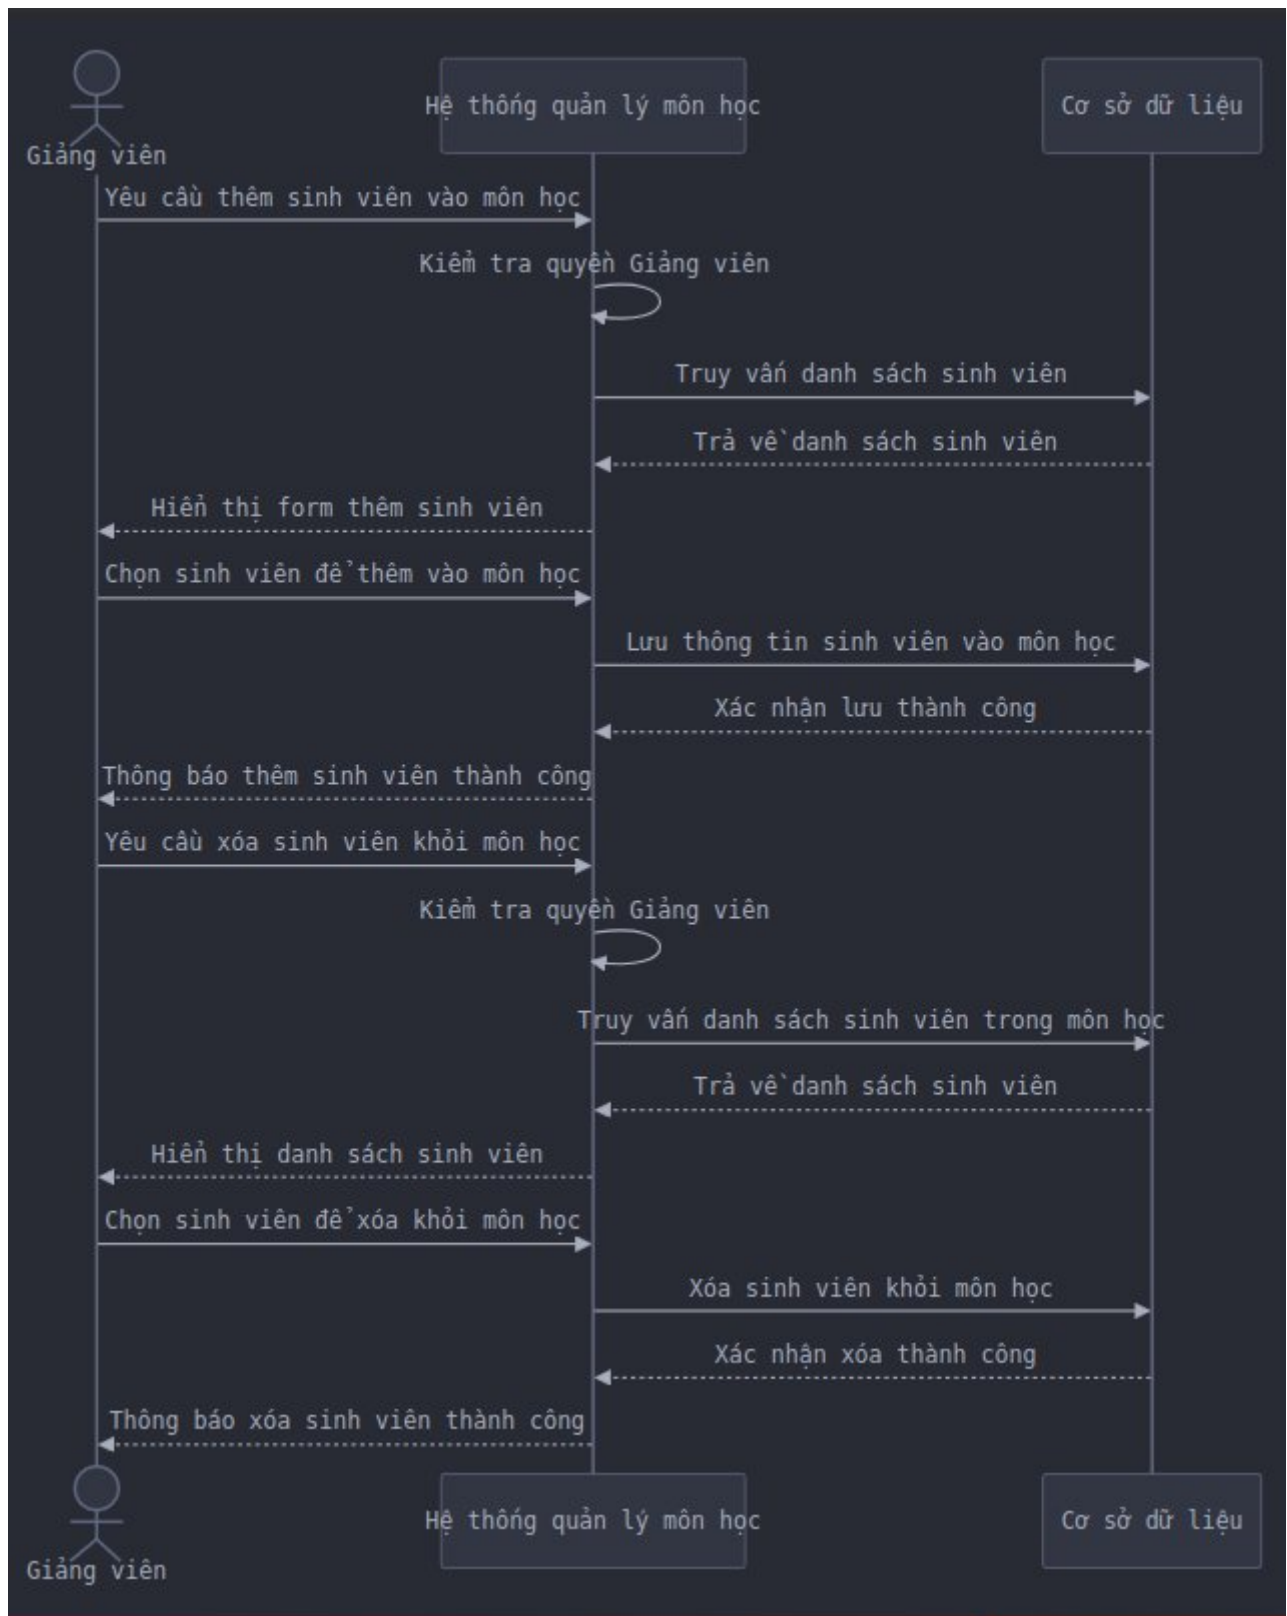 Hệ thống quản lý môn học
Cơ sở dữ liệu
Giảng viên
Yêu cầu thêm sinh viên vào môn học
Kiểm tra quyền Giảng viên
Truy vấn danh sách sinh viên
Trả về danh sách sinh viên
Hiển thị form thêm sinh viên
Chọn sinh viên để thêm vào môn học
Lưu thông tin sinh viên vào môn học
Xác nhận lưu thành công
Thông báo thêm sinh viên thành công
Yêu cầu xóa sinh viên khỏi môn học
Kiểm tra quyền Giảng viên
Truy vấn danh sách sinh viên trong môn học
Trả về danh sách sinh viên
Hiển thị danh sách sinh viên
Chọn sinh viên để xóa khỏi môn học
Xóa sinh viên khỏi môn học
Xác nhận xóa thành công
Thông báo xóa sinh viên thành công
Hệ thống quản lý môn học
Cơ sở dữ liệu
Giảng viên